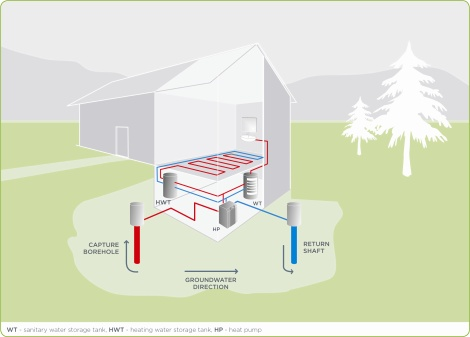 HWT
WT
HP
CAPTURE
BOREHOLE
RETURN
SHAFT
GROUNDWATER
DIRECTION
WT - sanitary water storage tank, HWT - heating water storage tank, HP - heat pump